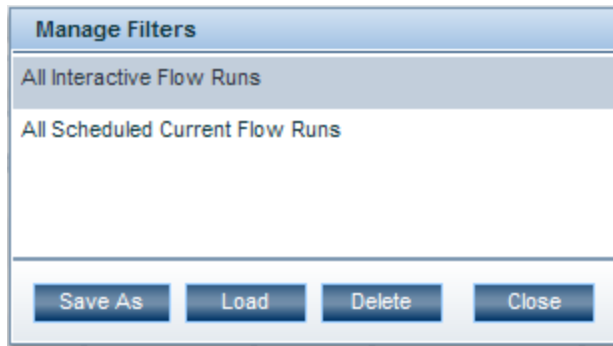 Manage Filters
All Interactive Flow Runs
All Scheduled Current Flow Runs
Save As Load Delete Close